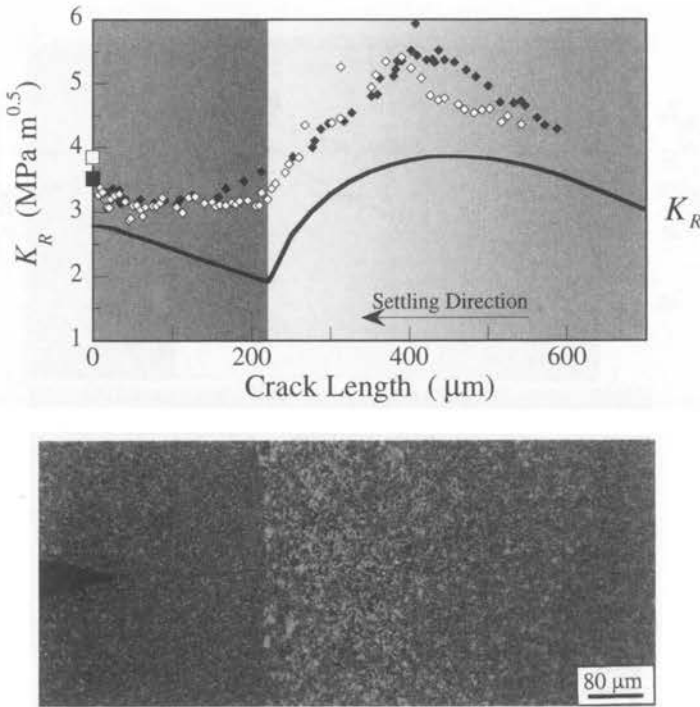 6
5
4
3
2
1
K_R (MPa m^0.5)
K_R
Settling Direction
0
200
400
600
Crack Length (μm)
80 μm